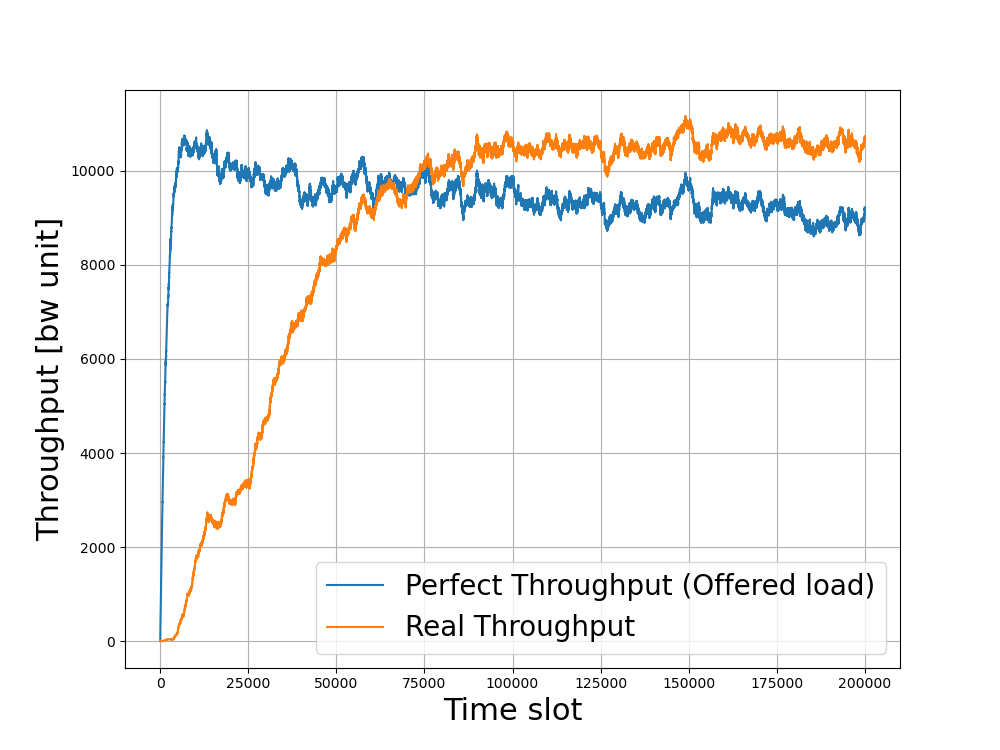 Throughput [bw unit]
10000
8000
6000
4000
2000
0
Perfect Throughput (Offered load)
Real Throughput
0 25000 50000 75000 100000 125000 150000 175000 200000
Time slot